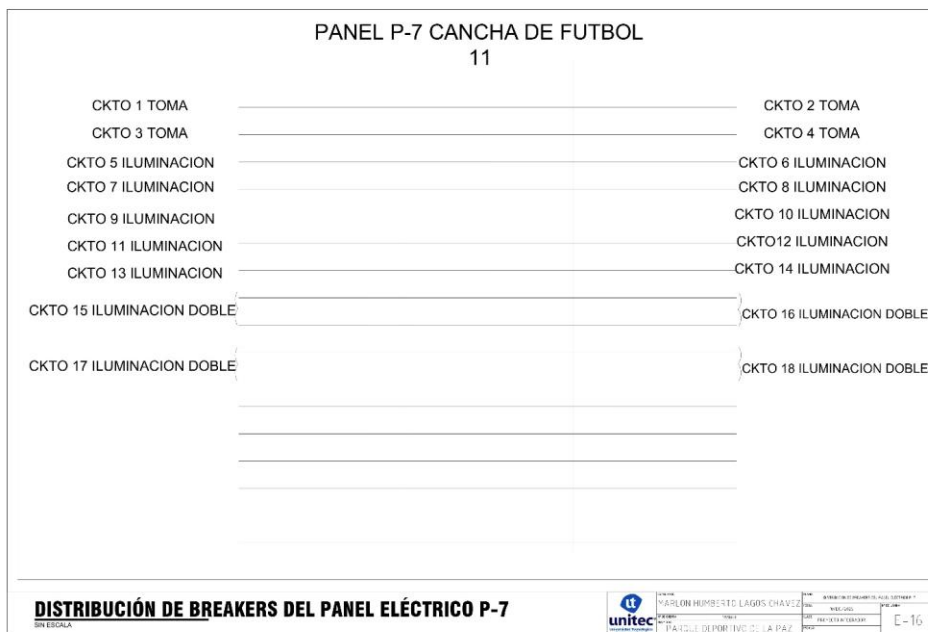 PANEL P-7 CANCHA DE FUTBOL
11
CKTO 1 TOMA
CKTO 2 TOMA
CKTO 3 TOMA
CKTO 4 TOMA
CKTO 5 ILUMINACION
CKTO 6 ILUMINACION
CKTO 7 ILUMINACION
CKTO 8 ILUMINACION
CKTO 9 ILUMINACION
CKTO 10 ILUMINACION
CKTO 11 ILUMINACION
CKTO12 ILUMINACION
CKTO 13 ILUMINACION
CKTO 14 ILUMINACION
CKTO 15 ILUMINACION DOBLE
CKTO 16 ILUMINACION DOBLE
CKTO 17 ILUMINACION DOBLE
CKTO 18 ILUMINACION DOBLE
DISTRIBUCIÓN DE BREAKERS DEL PANEL ELÉCTRICO P-7
SIN ESCALA
unitec
MARLON HUMBERTO LAGOS CHAVEZ
PARQUE DEPORTIVO DE LA PAZ
E-16